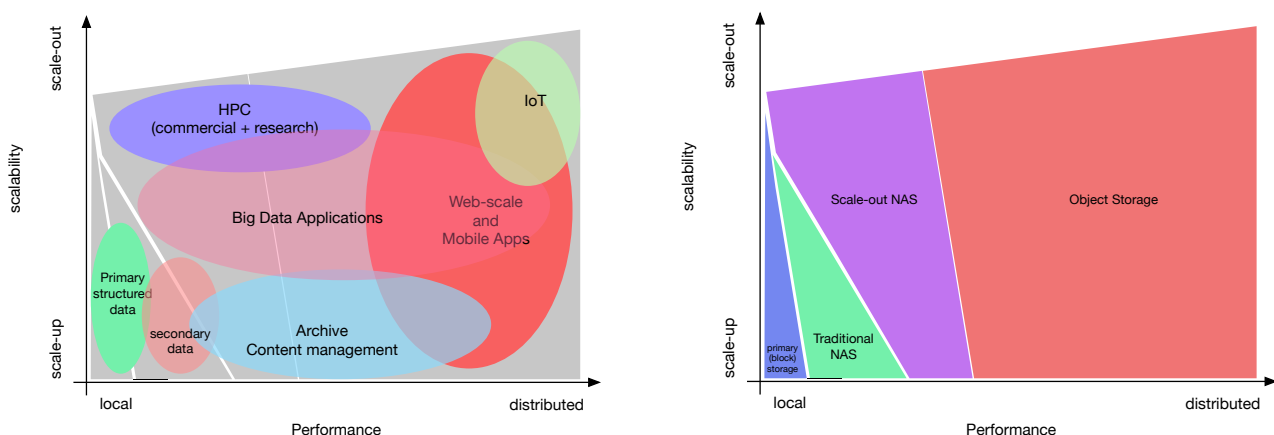 scale-out
scalability
scale-up
HPC
(commercial + research)
IoT
Big Data Applications
Web-scale
and
Mobile Apps
Primary
structured
data
secondary
data
Archive
Content management
local
distributed
Performance
scale-out
scalability
scale-up
Scale-out NAS
Object Storage
Traditional
NAS
primary
(block)
storage
local
distributed
Performance